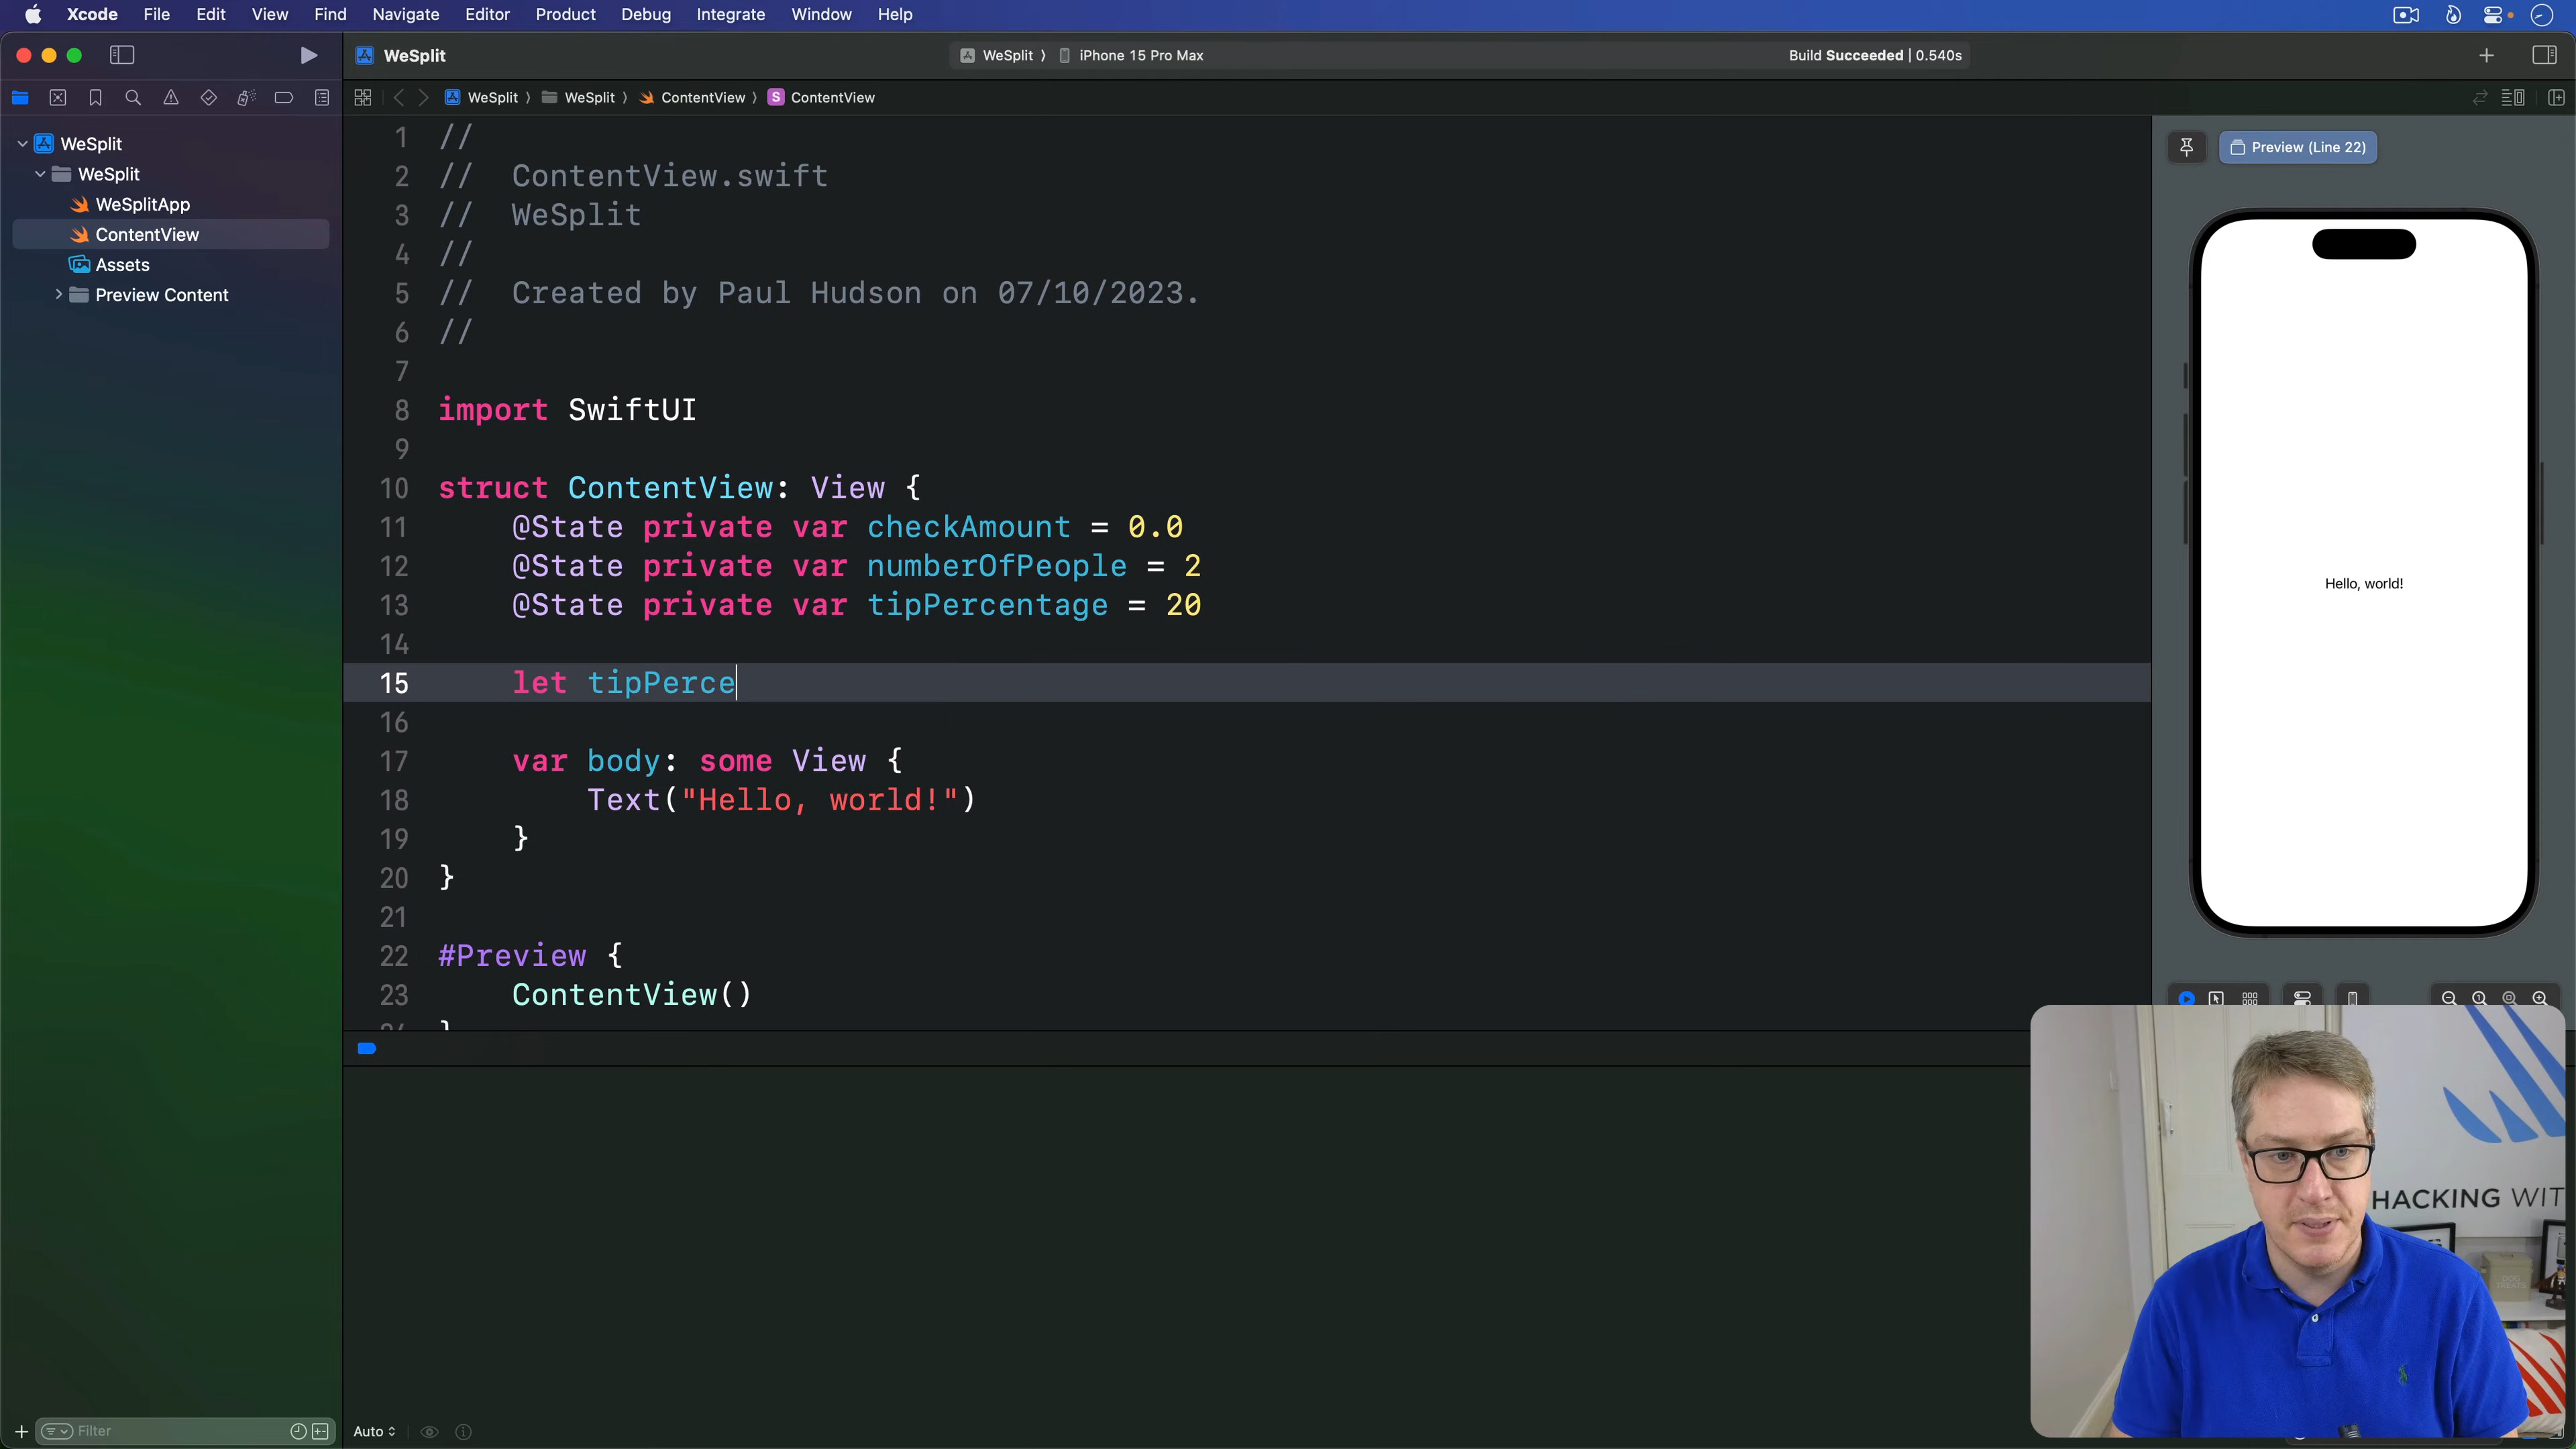 Xcode File Edit View Find Navigate Editor Product Debug Integrate Window Help
WeSplit
WeSplit 〉 iPhone 15 Pro Max
Build Succeeded | 0.540s
WeSplit 〉 WeSplit 〉 ContentView 〉 S ContentView
WeSplit
WeSplit
WeSplitApp
ContentView
Assets
Preview Content
Filter
1 //
2 //  ContentView.swift
3 //  WeSplit
4 //
5 //  Created by Paul Hudson on 07/10/2023.
6 //
7
8 import SwiftUI
9
10 struct ContentView: View {
11     @State private var checkAmount = 0.0
12     @State private var numberOfPeople = 2
13     @State private var tipPercentage = 20
14
15     let tipPerce
16
17     var body: some View {
18         Text("Hello, world!")
19     }
20 }
21
22 #Preview {
23     ContentView()
Auto
Preview (Line 22)
Hello, world!
HACKING WIT